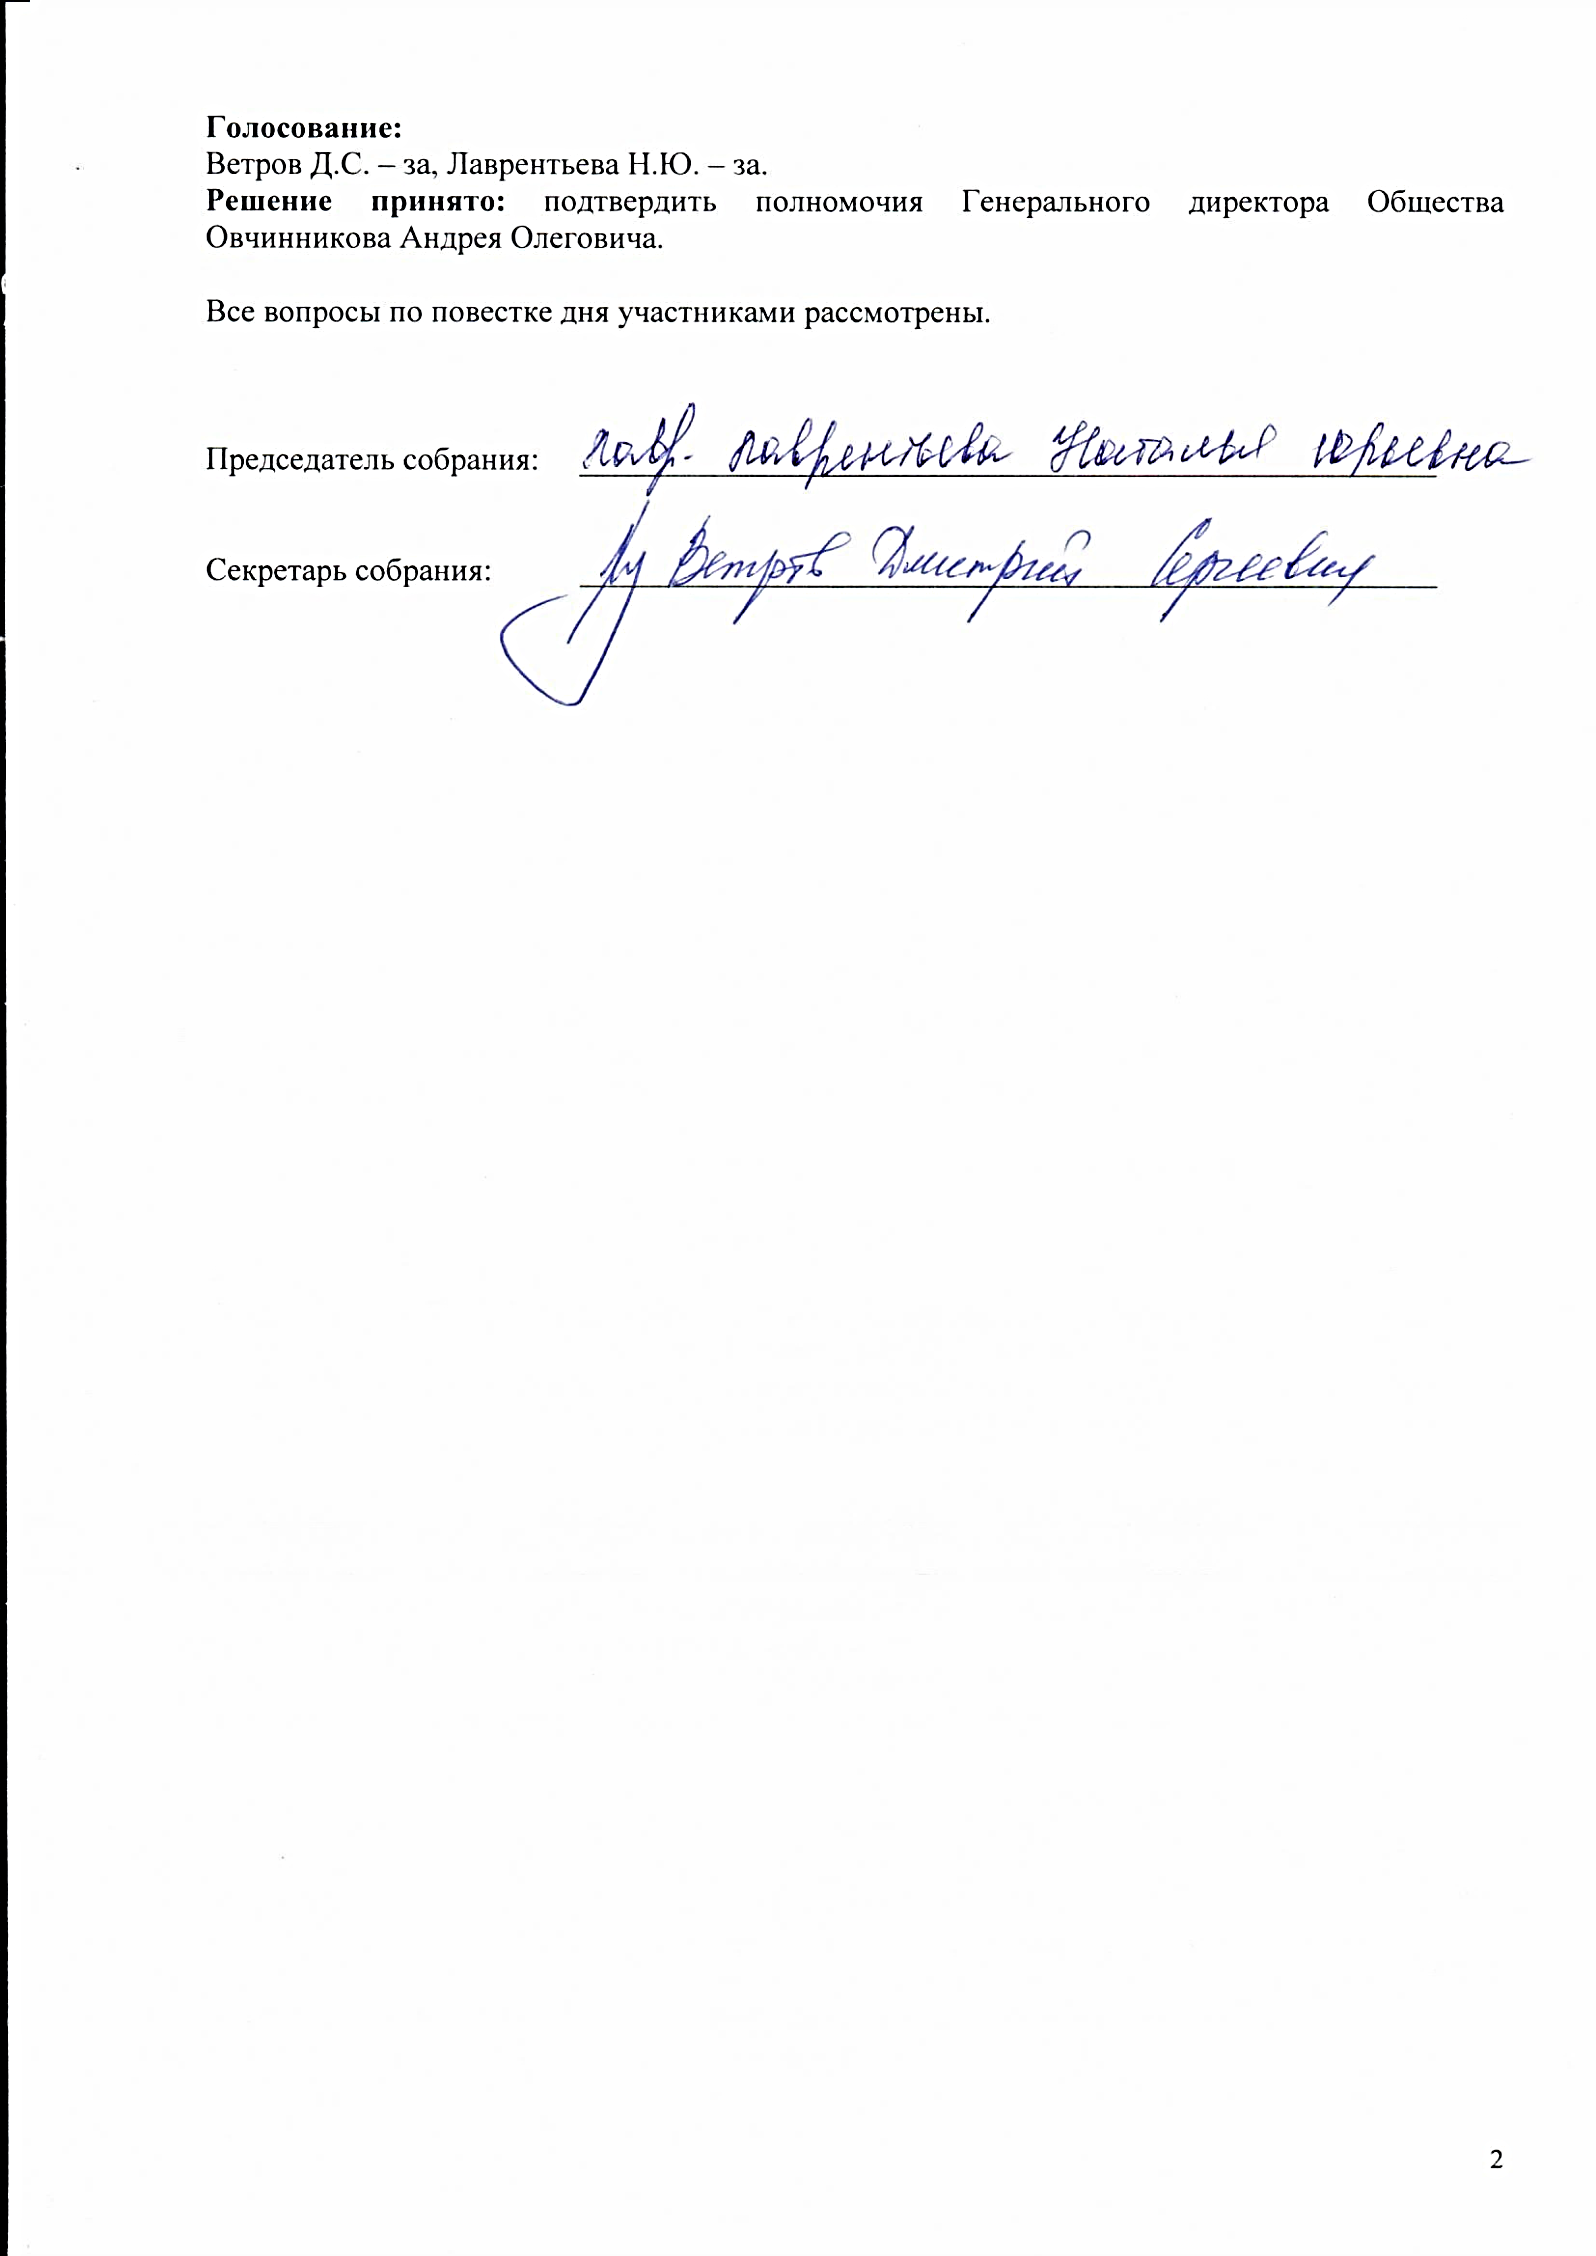 Голосование:
Ветров Д.С. – за, Лаврентьева Н.Ю. – за.
Решение принято: подтвердить полномочия Генерального директора Общества
Овчинникова Андрея Олеговича.
Все вопросы по повестке дня участниками рассмотрены.
Председатель собрания: Лавр. Лаврентьева Наталья Юрьевна
Секретарь собрания: Ветров Дмитрий Сергеевич
2